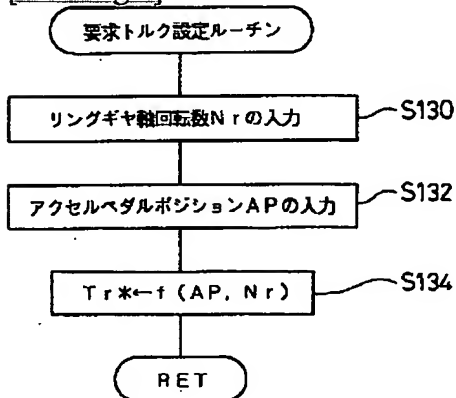 要求トルク設定ルーチン
リングギヤ軸回転数Nrの入力
S130
アクセルペダルポジションAPの入力
S132
Tr*←f(AP,Nr)
S134
RET